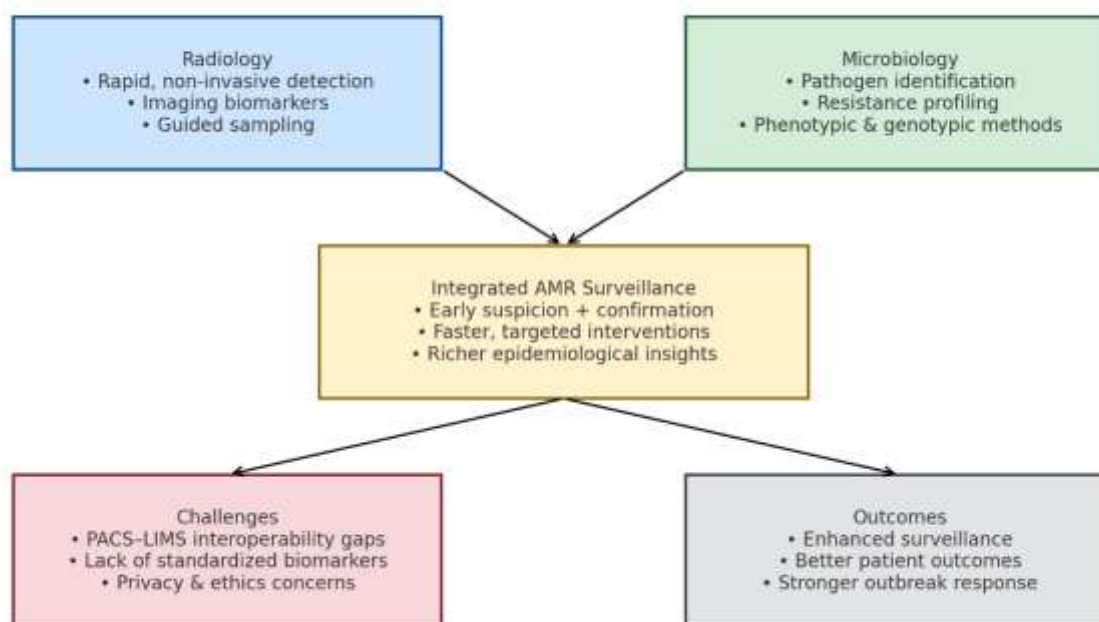 Radiology
• Rapid, non-invasive detection
• Imaging biomarkers
• Guided sampling
Microbiology
• Pathogen identification
• Resistance profiling
• Phenotypic & genotypic methods
Integrated AMR Surveillance
• Early suspicion + confirmation
• Faster, targeted interventions
• Richer epidemiological insights
Challenges
• PACS–LIMS interoperability gaps
• Lack of standardized biomarkers
• Privacy & ethics concerns
Outcomes
• Enhanced surveillance
• Better patient outcomes
• Stronger outbreak response